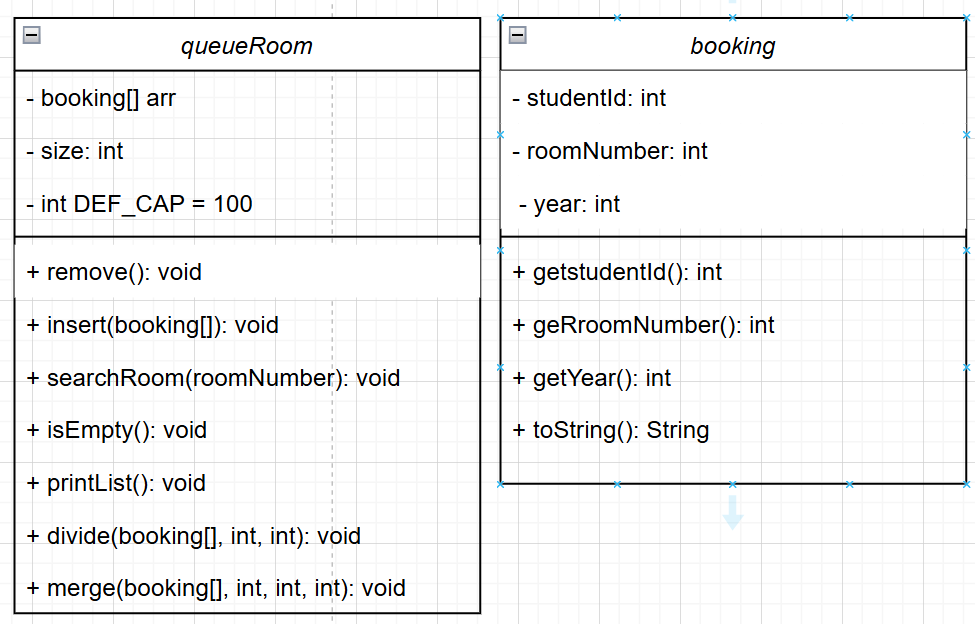 queueRoom
- booking[] arr
- size: int
- int DEF_CAP = 100
+ remove(): void
+ insert(booking[]): void
+ searchRoom(roomNumber): void
+ isEmpty(): void
+ printList(): void
+ divide(booking[], int, int): void
+ merge(booking[], int, int, int): void
booking
- studentId: int
- roomNumber: int
- year: int
+ getstudentId(): int
+ geRroomNumber(): int
+ getYear(): int
+ toString(): String